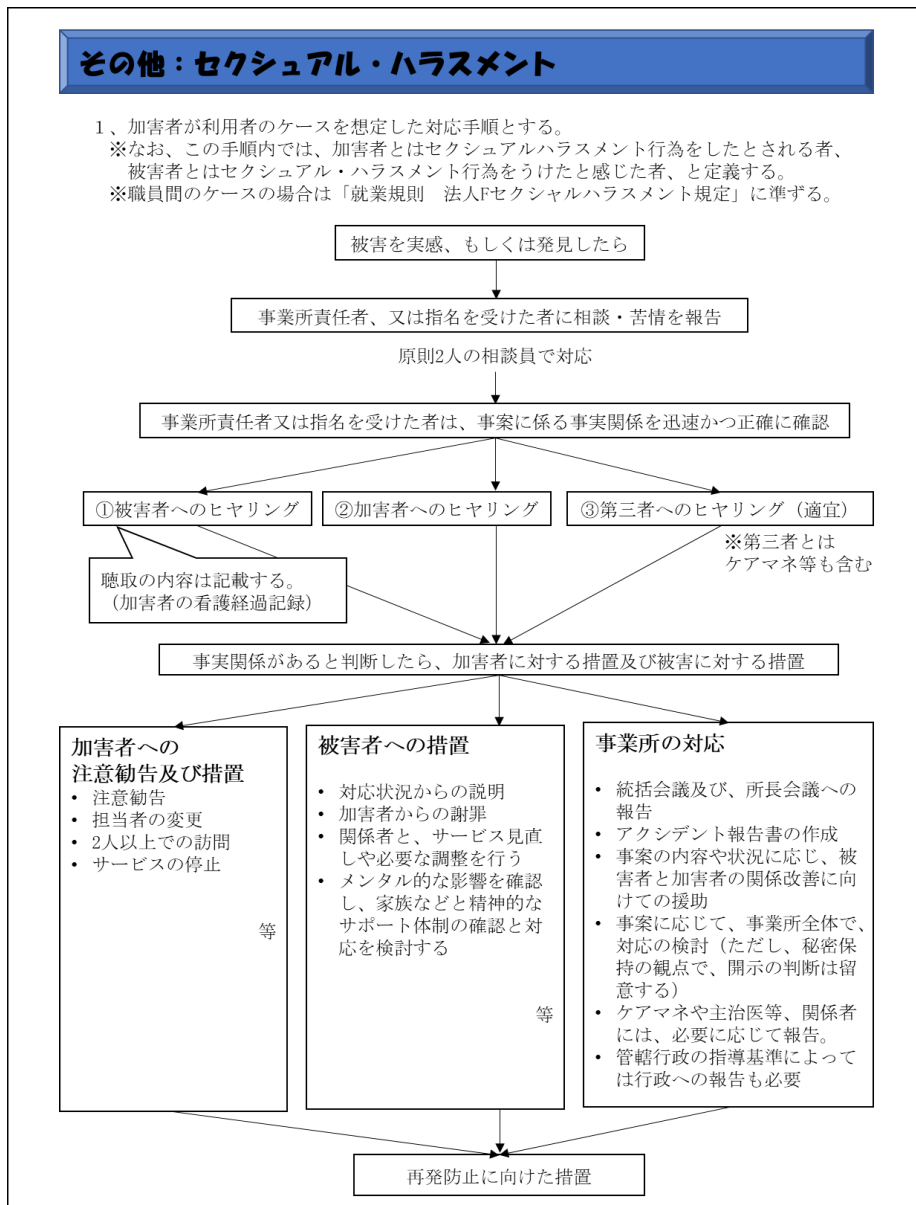 その他：セクシュアル・ハラスメント
１、加害者が利用者のケースを想定した対応手順とする。
※なお、この手順内では、加害者とはセクシュアルハラスメント行為をしたとされる者、
被害者とはセクシュアル・ハラスメント行為をうけたと感じた者、と定義する。
※職員間のケースの場合は「就業規則　法人Fセクシャルハラスメント規定」に準ずる。
被害を実感、もしくは発見したら
事業所責任者、又は指名を受けた者に相談・苦情を報告
原則2人の相談員で対応
事業所責任者又は指名を受けた者は、事案に係る事実関係を迅速かつ正確に確認
①被害者へのヒヤリング
②加害者へのヒヤリング
③第三者へのヒヤリング（適宜）
※第三者とは
ケアマネ等も含む
聴取の内容は記載する。
（加害者の看護経過記録）
事実関係があると判断したら、加害者に対する措置及び被害に対する措置
加害者への
注意勧告及び措置
• 注意勧告
• 担当者の変更
• 2人以上での訪問
• サービスの停止
等
被害者への措置
• 対応状況からの説明
• 加害者からの謝罪
• 関係者と、サービス見直
しや必要な調整を行う
• メンタル的な影響を確認
し、家族などと精神的な
サポート体制の確認と対
応を検討する
等
事業所の対応
• 統括会議及び、所長会議への
報告
• アクシデント報告書の作成
• 事案の内容や状況に応じ、被
害者と加害者の関係改善に向
けての援助
• 事案に応じて、事業所全体で、
対応の検討（ただし、秘密保
持の観点で、開示の判断は留
意する）
• ケアマネや主治医等、関係者
には、必要に応じて報告。
• 管轄行政の指導基準によって
は行政への報告も必要
再発防止に向けた措置